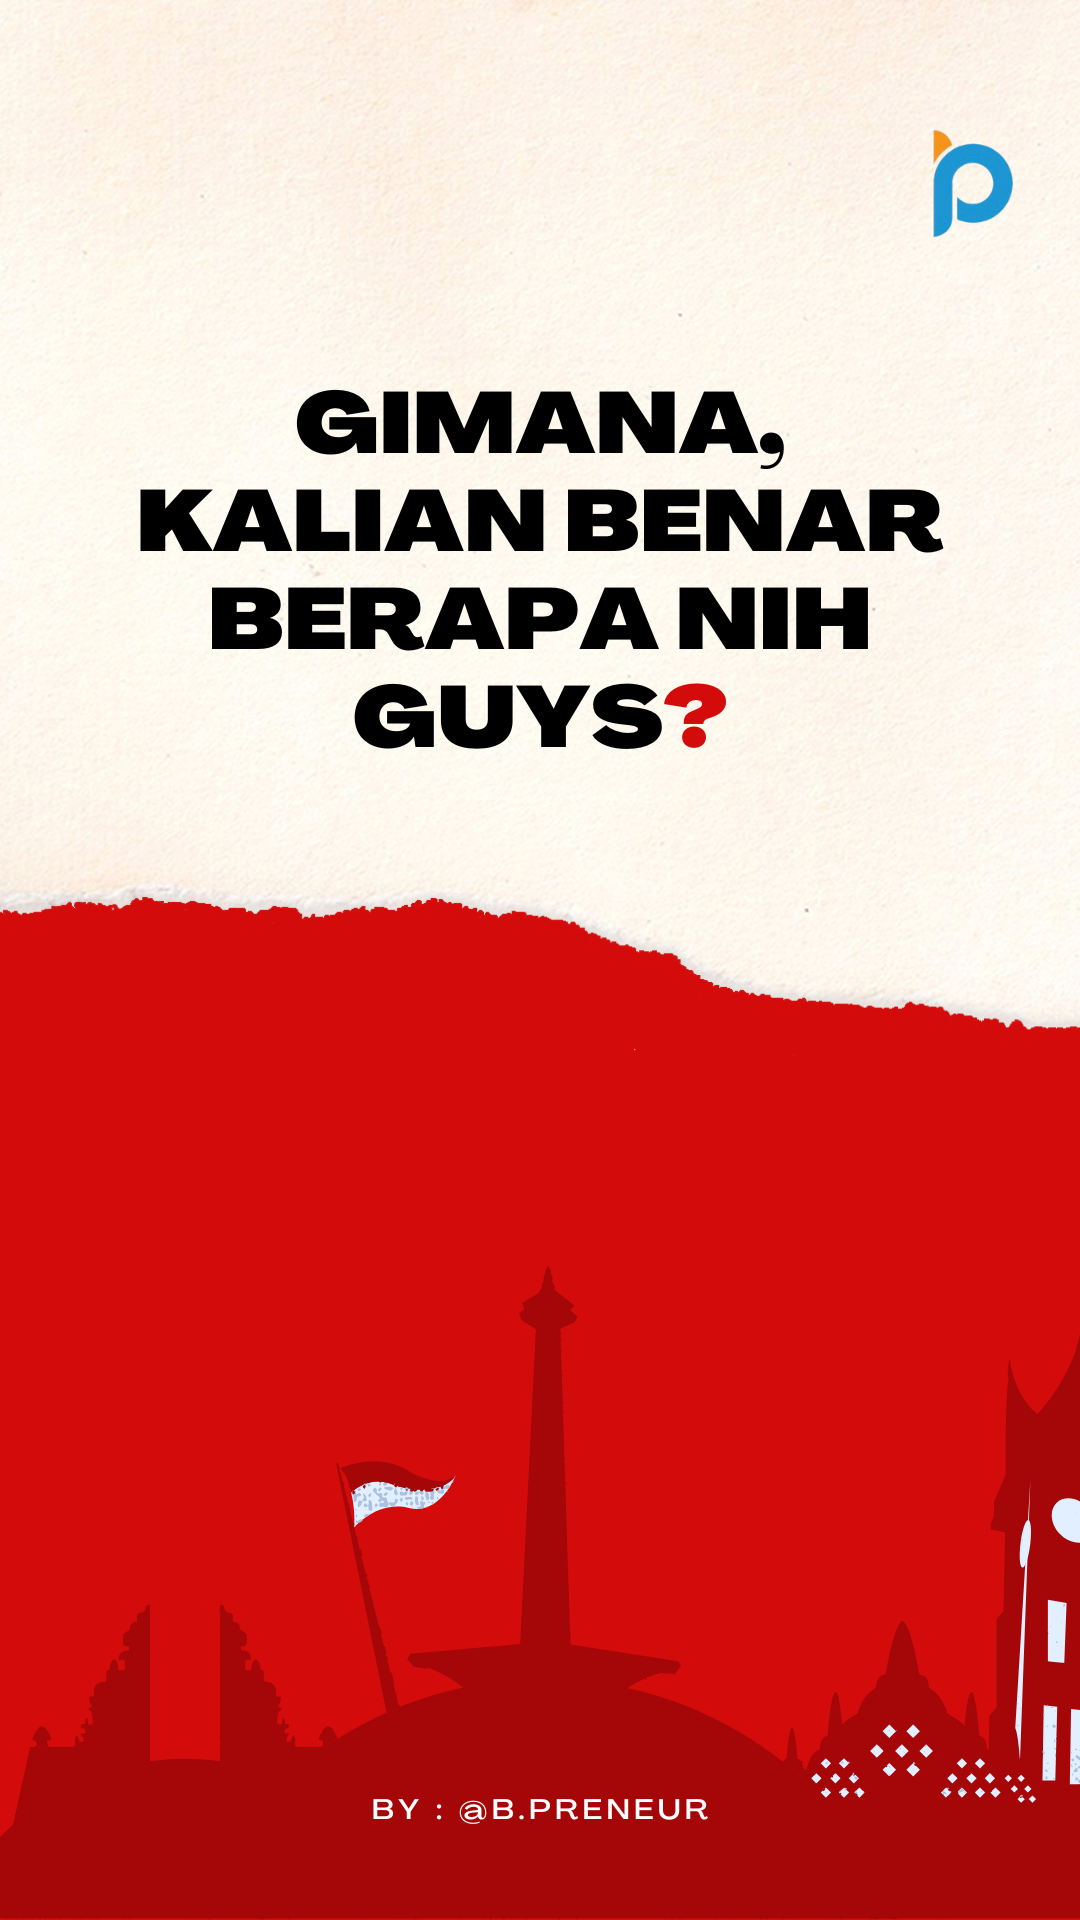 GIMANA,
KALIAN BENAR
BERAPA NIH
GUYS?
BY : @B.PRENEUR